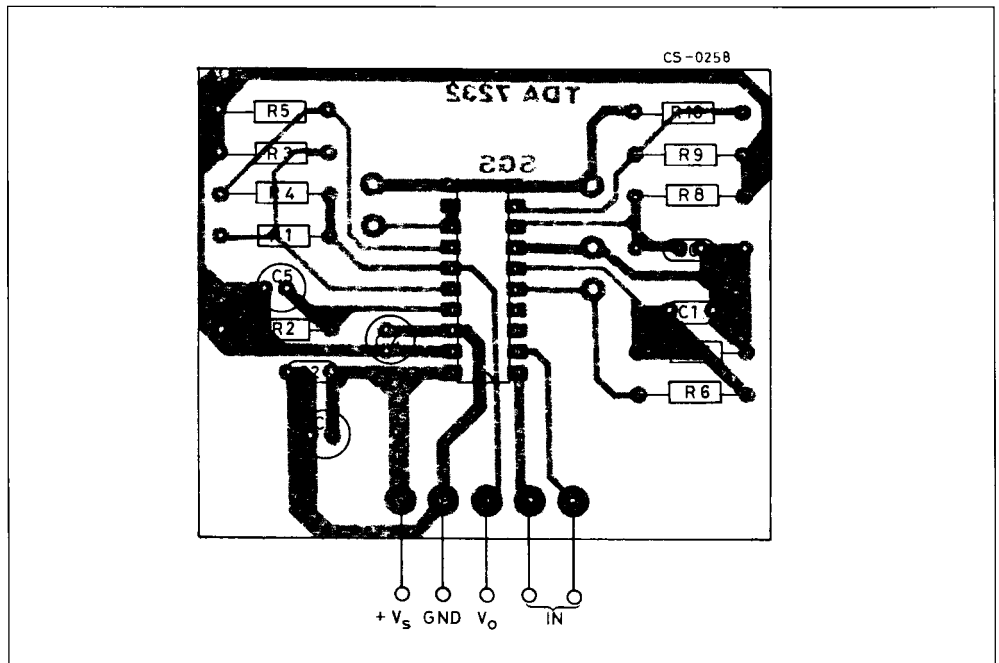 CS-0258
TDA 7232
SGS
R5
R10
R3
R9
R4
R8
C5
R2
C1
R6
+ Vs GND Vo IN